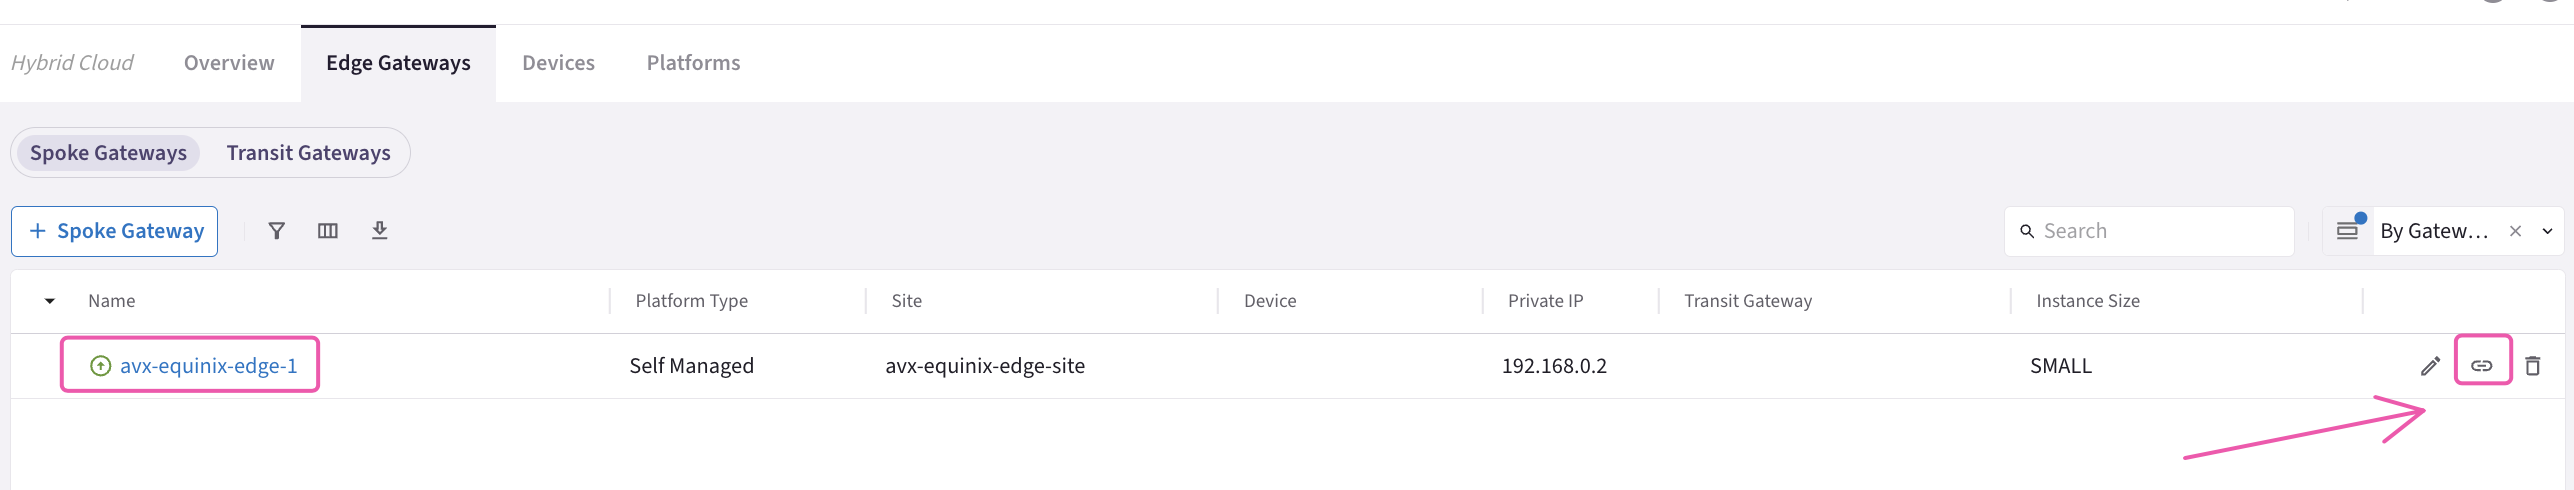 Hybrid Cloud Overview Edge Gateways Devices Platforms
Spoke Gateways Transit Gateways
+ Spoke Gateway Search By Gatew...
Name Platform Type Site Device Private IP Transit Gateway Instance Size
avx-equinix-edge-1 Self Managed avx-equinix-edge-site 192.168.0.2 SMALL